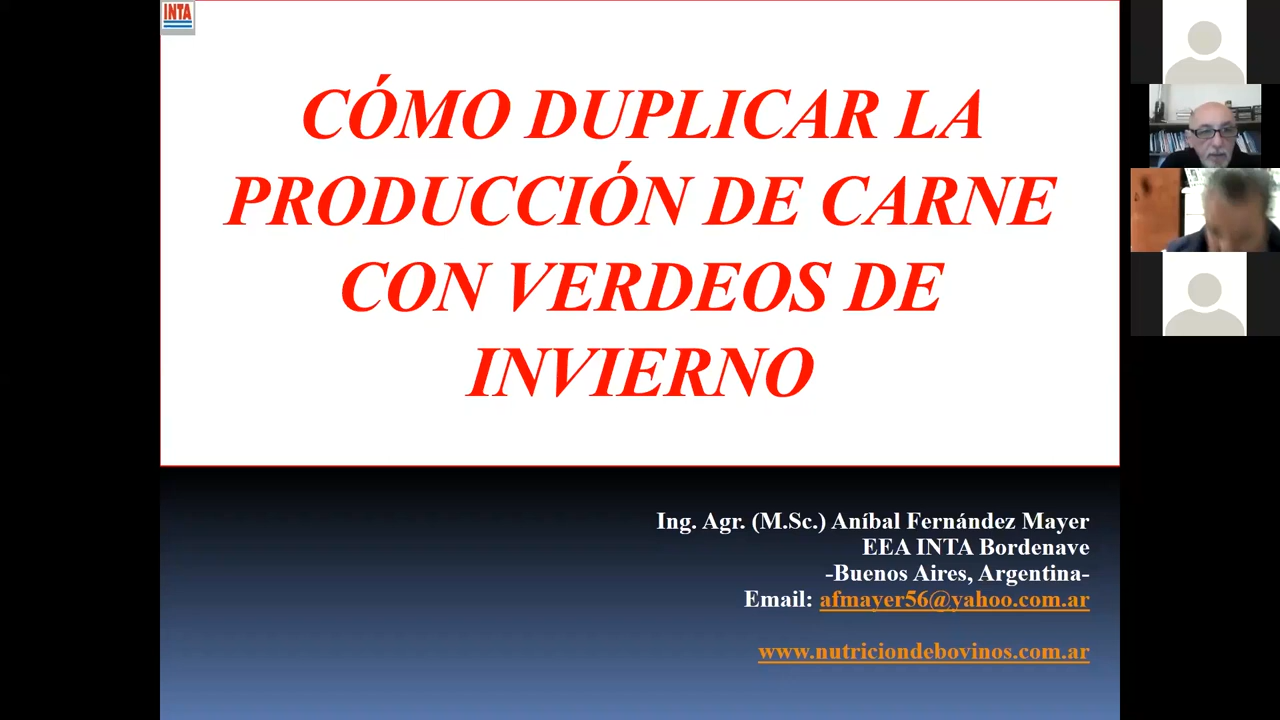 INTA
CÓMO DUPLICAR LA
PRODUCCIÓN DE CARNE
CON VERDEOS DE
INVIERNO
Ing. Agr. (M.Sc.) Aníbal Fernández Mayer
EEA INTA Bordenave
-Buenos Aires, Argentina-
Email: afmayer56@yahoo.com.ar
www.nutriciondebovinos.com.ar